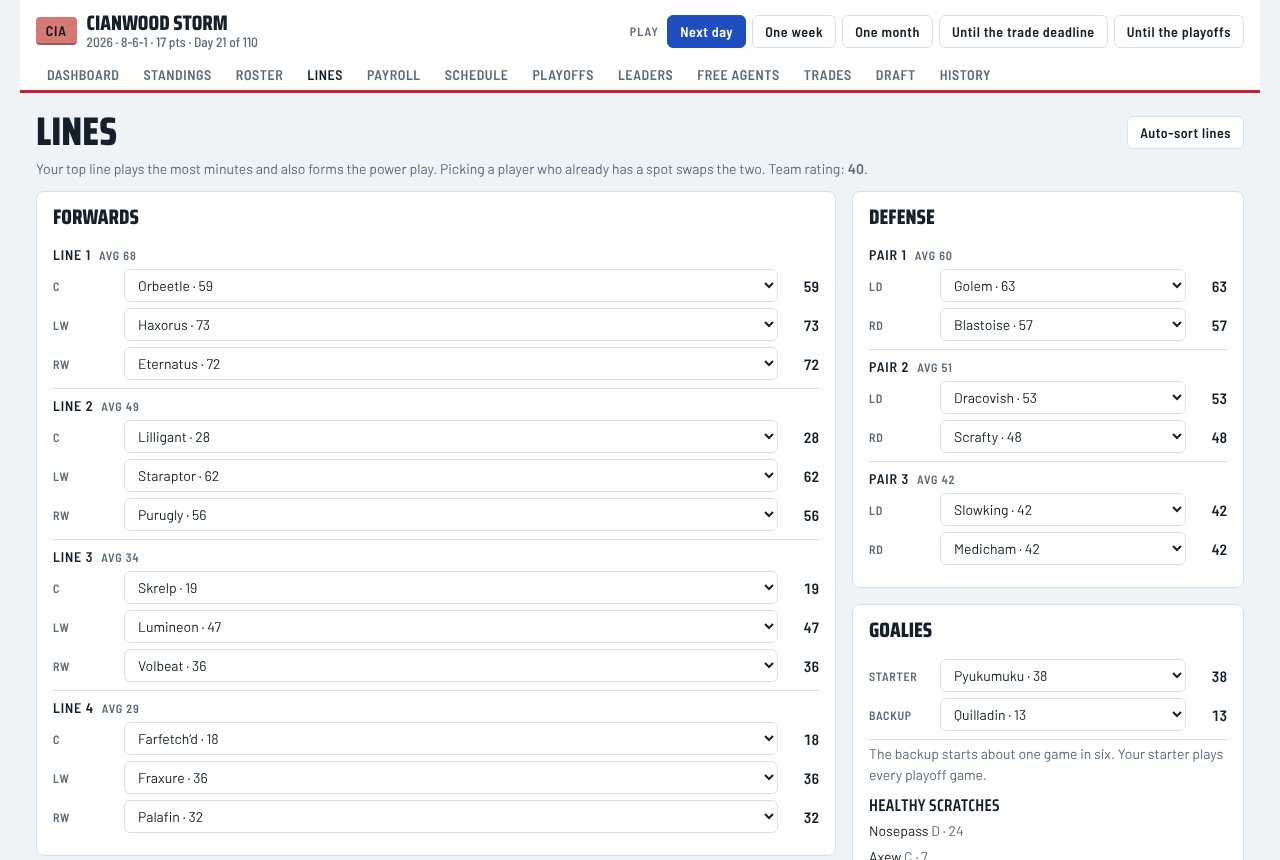 CIA
CIANWOOD STORM
2026 · 8-6-1 · 17 pts · Day 21 of 110
PLAY
Next day
One week
One month
Until the trade deadline
Until the playoffs
DASHBOARD STANDINGS ROSTER LINES PAYROLL SCHEDULE PLAYOFFS LEADERS FREE AGENTS TRADES DRAFT HISTORY
LINES
Auto-sort lines
Your top line plays the most minutes and also forms the power play. Picking a player who already has a spot swaps the two. Team rating: 40.
FORWARDS
LINE 1 AVG 68
C Orbeetle · 59 59
LW Haxorus · 73 73
RW Eternatus · 72 72
LINE 2 AVG 49
C Lilligant · 28 28
LW Staraptor · 62 62
RW Purugly · 56 56
LINE 3 AVG 34
C Skrelp · 19 19
LW Lumineon · 47 47
RW Volbeat · 36 36
LINE 4 AVG 29
C Farfetch'd · 18 18
LW Fraxure · 36 36
RW Palafin · 32 32
DEFENSE
PAIR 1 AVG 60
LD Golem · 63 63
RD Blastoise · 57 57
PAIR 2 AVG 51
LD Dracovish · 53 53
RD Scrafty · 48 48
PAIR 3 AVG 42
LD Slowking · 42 42
RD Medicham · 42 42
GOALIES
STARTER Pyukumuku · 38 38
BACKUP Quilladin · 13 13
The backup starts about one game in six. Your starter plays
every playoff game.
HEALTHY SCRATCHES
Nosepass D · 24
Axew C · 7